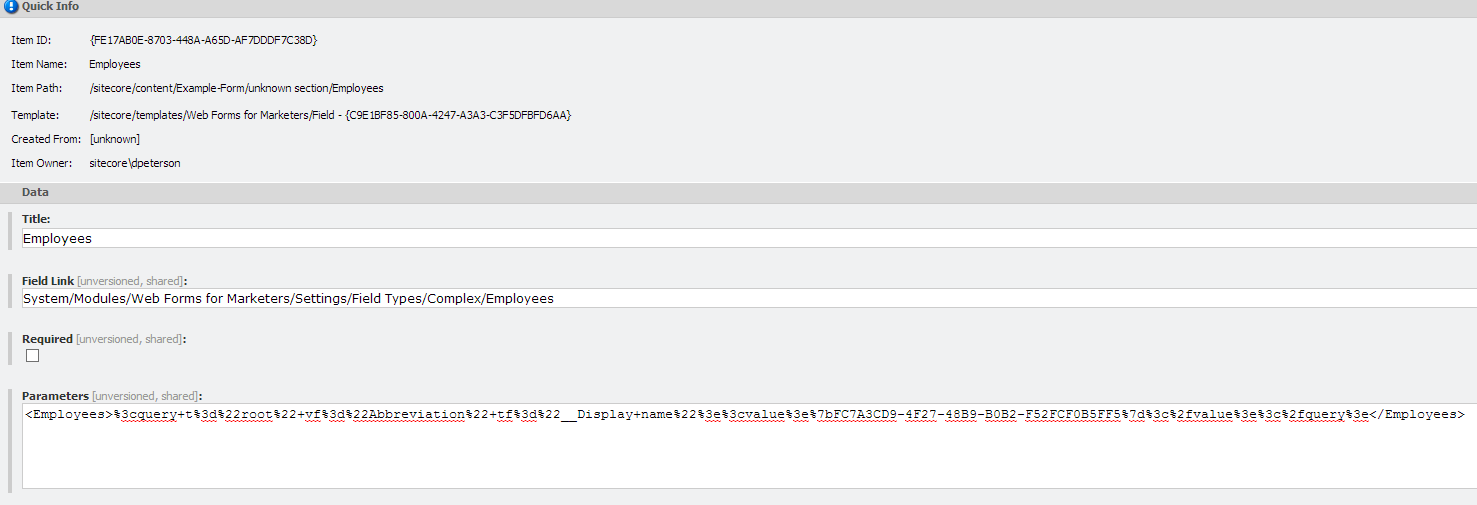 Quick Info
Item ID: {FE17AB0E-8703-448A-A65D-AF7DDDF7C38D}
Item Name: Employees
Item Path: /sitecore/content/Example-Form/unknown section/Employees
Template: /sitecore/templates/Web Forms for Marketers/Field - {C9E1BF85-800A-4247-A3A3-C3F5DFBFD6AA}
Created From: [unknown]
Item Owner: sitecore\dpeterson
Data
Title:
Employees
Field Link [unversioned, shared]:
System/Modules/Web Forms for Marketers/Settings/Field Types/Complex/Employees
Required [unversioned, shared]:
Parameters [unversioned, shared]:
<Employees>%3cquery+t%3d%22root%22+vf%3d%22Abbreviation%22+tf%3d%22__Display+name%22%3e%3cvalue%3e%7bFC7A3CD9-4F27-48B9-B0B2-F52FCF0B5FF5%7d%3c%2fvalue%3e%3c%2fquery%3e</Employees>